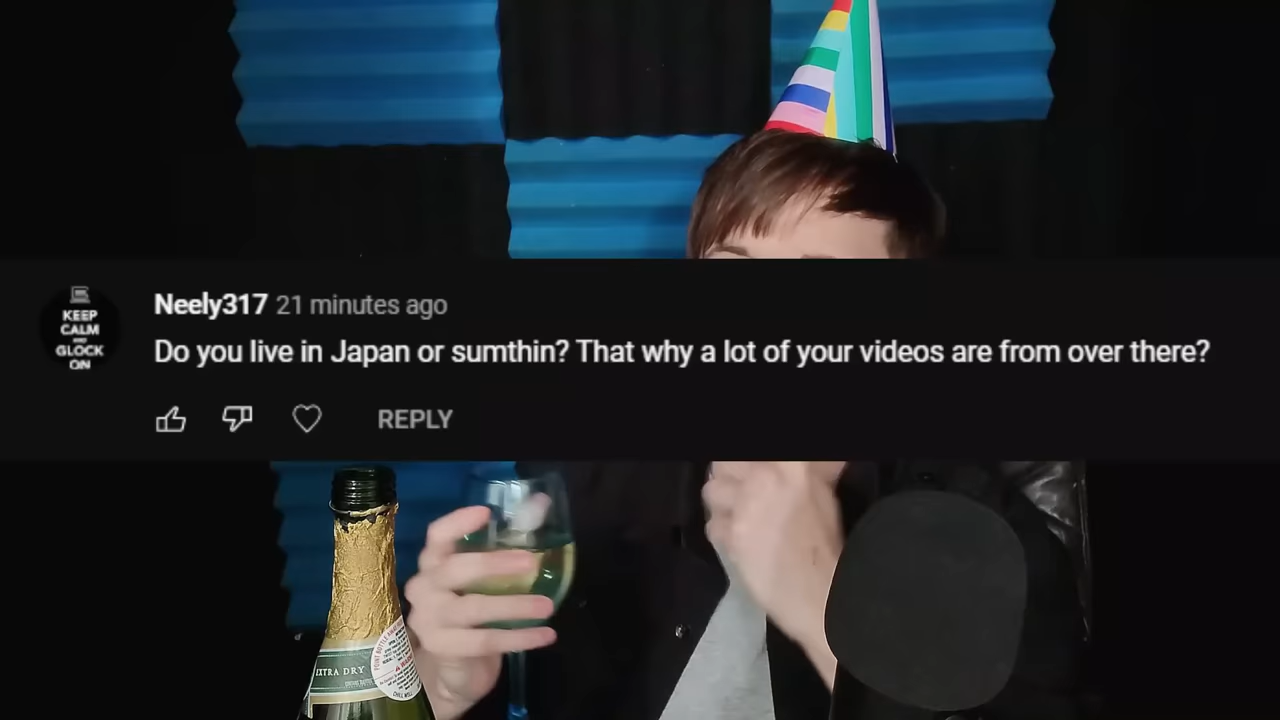 Neely317 21 minutes ago
KEEP
CALM
AND
GLOCK
ON
Do you live in Japan or sumthin? That why a lot of your videos are from over there?
REPLY
EXTRA DRY